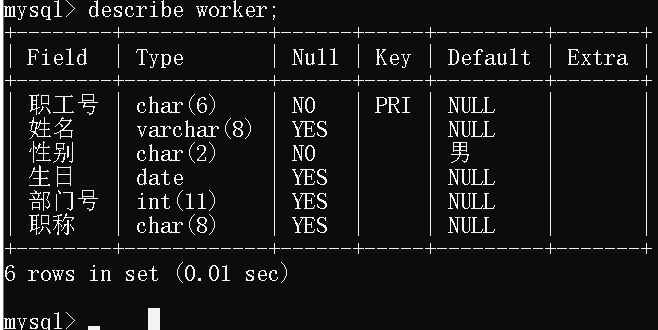 mysql> describe worker;
+--------+------------+------+-----+---------+-------+
| Field | Type | Null | Key | Default | Extra |
+--------+------------+------+-----+---------+-------+
| 职工号 | char(6) | NO | PRI | NULL | |
| 姓名 | varchar(8) | YES | | NULL | |
| 性别 | char(2) | NO | | 男 | |
| 生日 | date | YES | | NULL | |
| 部门号 | int(11) | YES | | NULL | |
| 职称 | char(8) | YES | | NULL | |
+--------+------------+------+-----+---------+-------+
6 rows in set (0.01 sec)
mysql> _